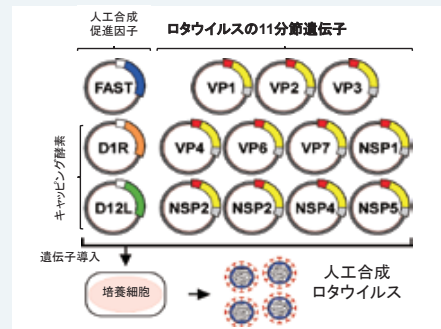 人工合成
促進因子
ロタウイルスの11分節遺伝子
FAST
VP1
VP2
VP3
キャッピング酵素
D1R
VP4
VP6
VP7
NSP1
D12L
NSP2
NSP2
NSP4
NSP5
遺伝子導入
培養細胞
人工合成
ロタウイルス